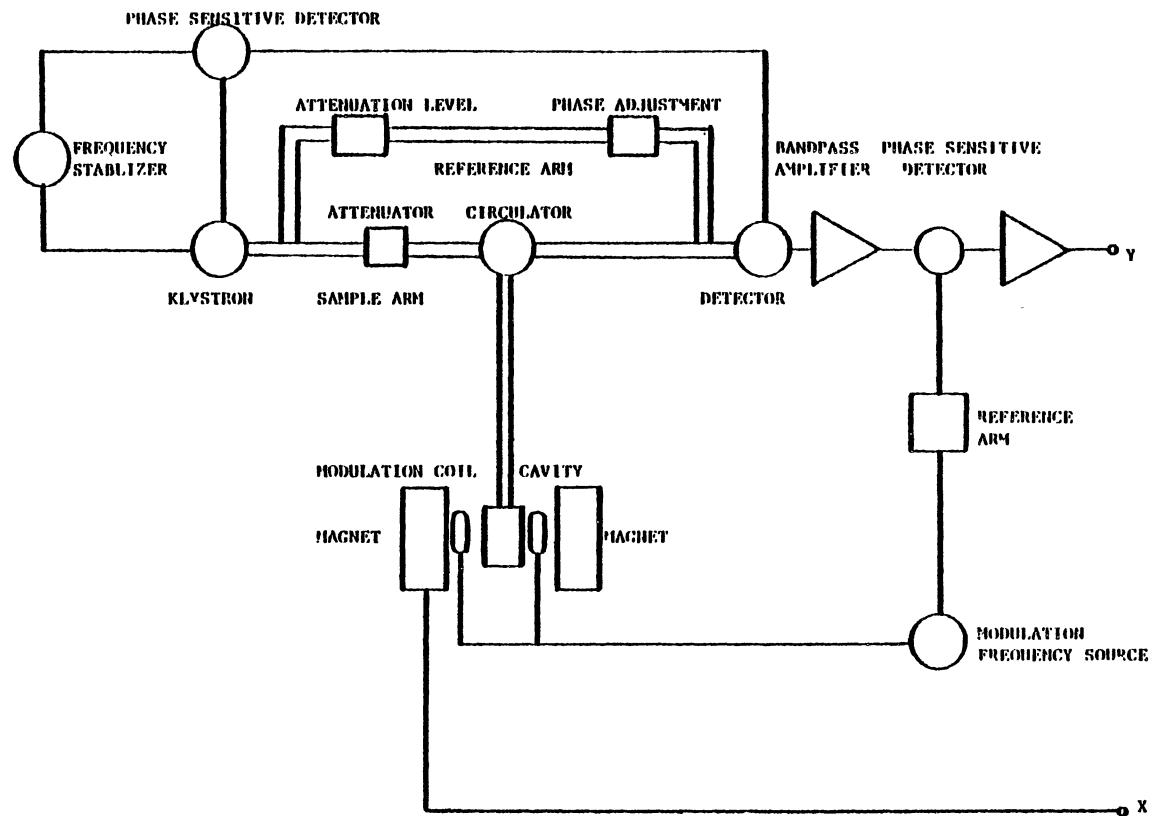 PHASE SENSITIVE DETECTOR
ATTENUATION LEVEL
PHASE ADJUSTMENT
FREQUENCY
STABLIZER
REFERENCE ARM
BANDPASS
AMPLIFIER
PHASE SENSITIVE
DETECTOR
ATTENUATOR
CIRCULATOR
Y
KLYSTRON
SAMPLE ARM
DETECTOR
REFERENCE
ARM
MODULATION COIL
CAVITY
MAGNET
MAGNET
MODULATION
FREQUENCY SOURCE
X